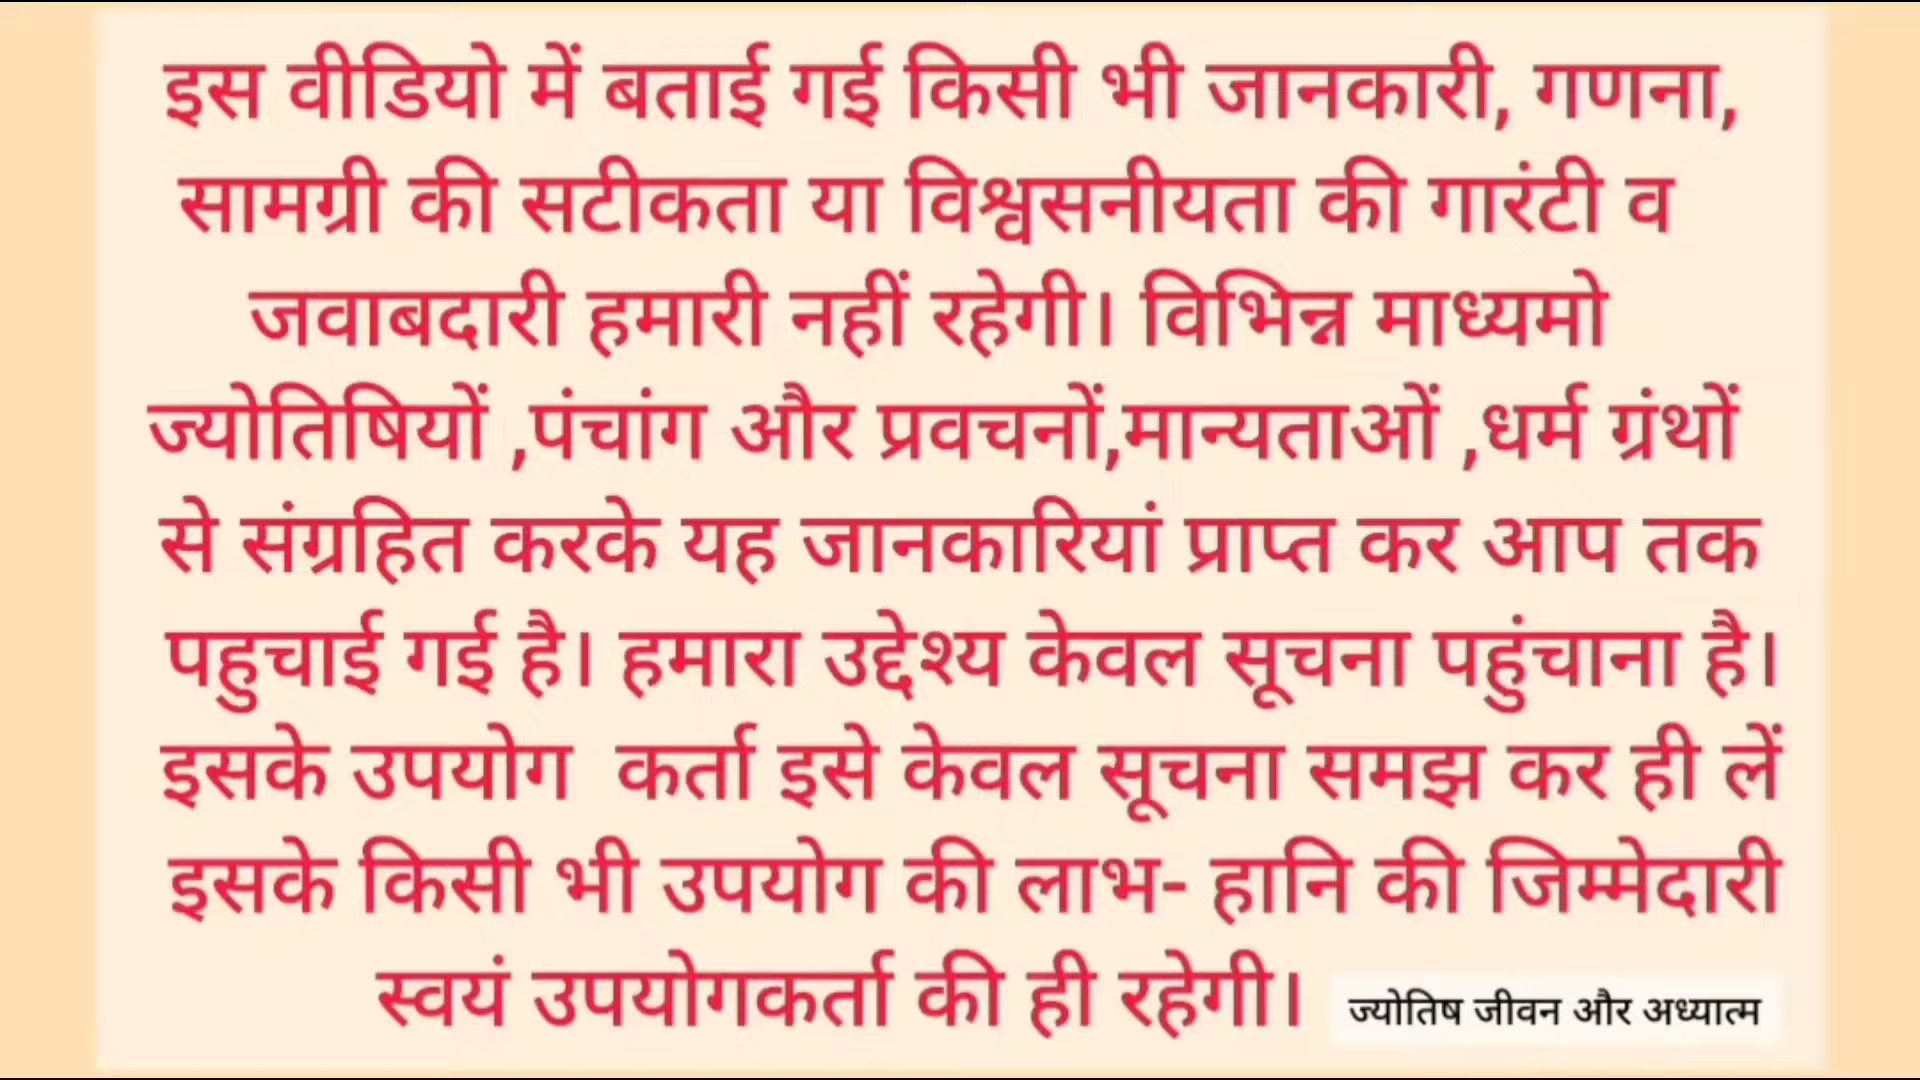 इस वीडियो में बताई गई किसी भी जानकारी, गणना,
सामग्री की सटीकता या विश्वसनीयता की गारंटी व
जवाबदारी हमारी नहीं रहेगी। विभिन्न माध्यमो
ज्योतिषियों ,पंचांग और प्रवचनों,मान्यताओं ,धर्म ग्रंथों
से संग्रहित करके यह जानकारियां प्राप्त कर आप तक
पहुचाई गई है। हमारा उद्देश्य केवल सूचना पहुंचाना है।
इसके उपयोग  कर्ता इसे केवल सूचना समझ कर ही लें
इसके किसी भी उपयोग की लाभ- हानि की जिम्मेदारी
स्वयं उपयोगकर्ता की ही रहेगी।
ज्योतिष जीवन और अध्यात्म